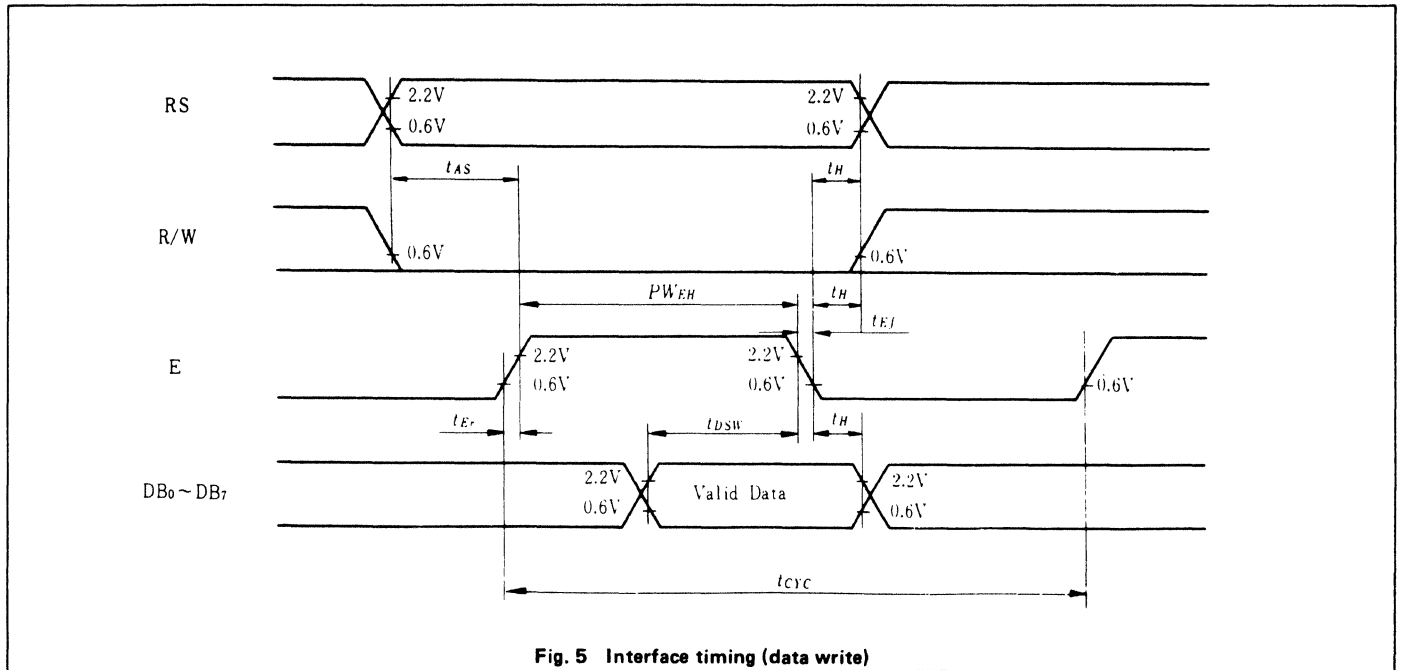 RS
2.2V
0.6V
2.2V
0.6V
tAS
tH
R/W
0.6V
0.6V
PWEH
tH
tEf
E
2.2V
0.6V
2.2V
0.6V
0.6V
tEr
tDSW
tH
DB0~DB7
2.2V
0.6V
Valid Data
2.2V
0.6V
tCYC
Fig. 5 Interface timing (data write)